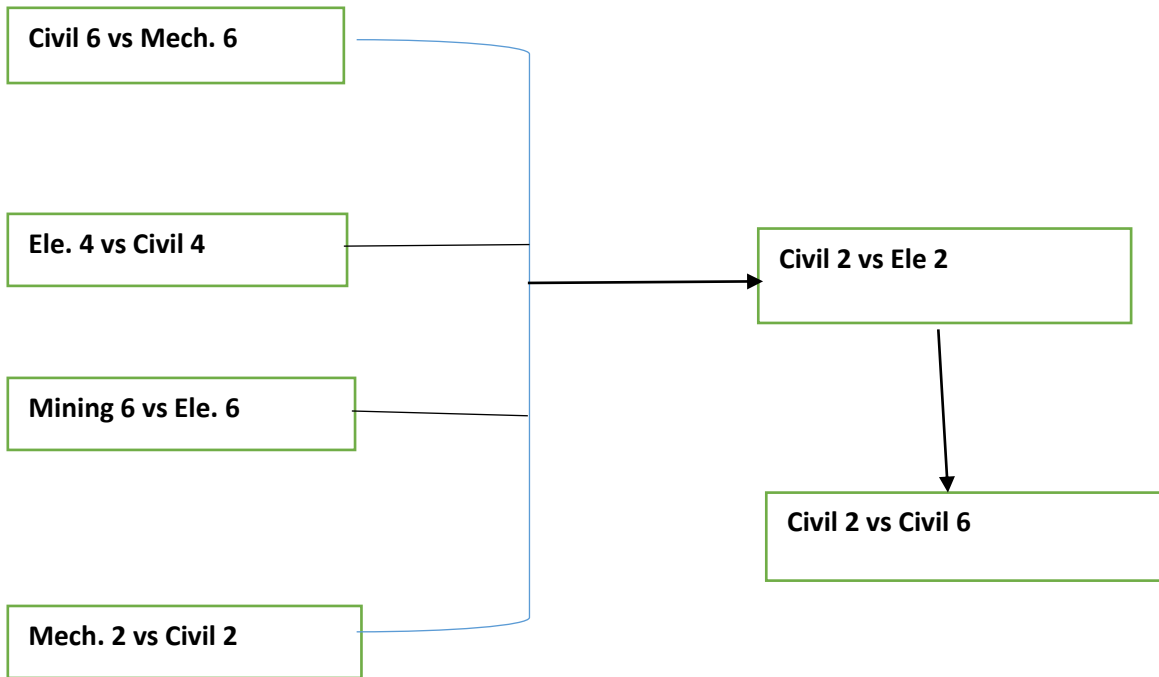 Civil 6 vs Mech. 6
Ele. 4 vs Civil 4
Mining 6 vs Ele. 6
Mech. 2 vs Civil 2
Civil 2 vs Ele 2
Civil 2 vs Civil 6